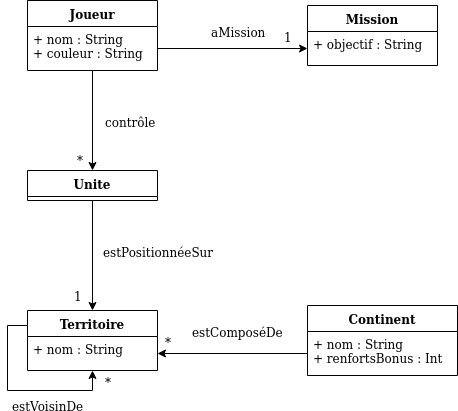 Joueur
+ nom : String
+ couleur : String
aMission
1
Mission
+ objectif : String
contrôle
*
Unite
estPositionnéeSur
1
Territoire
+ nom : String
*
estVoisinDe
estComposéDe
*
Continent
+ nom : String
+ renfortsBonus : Int